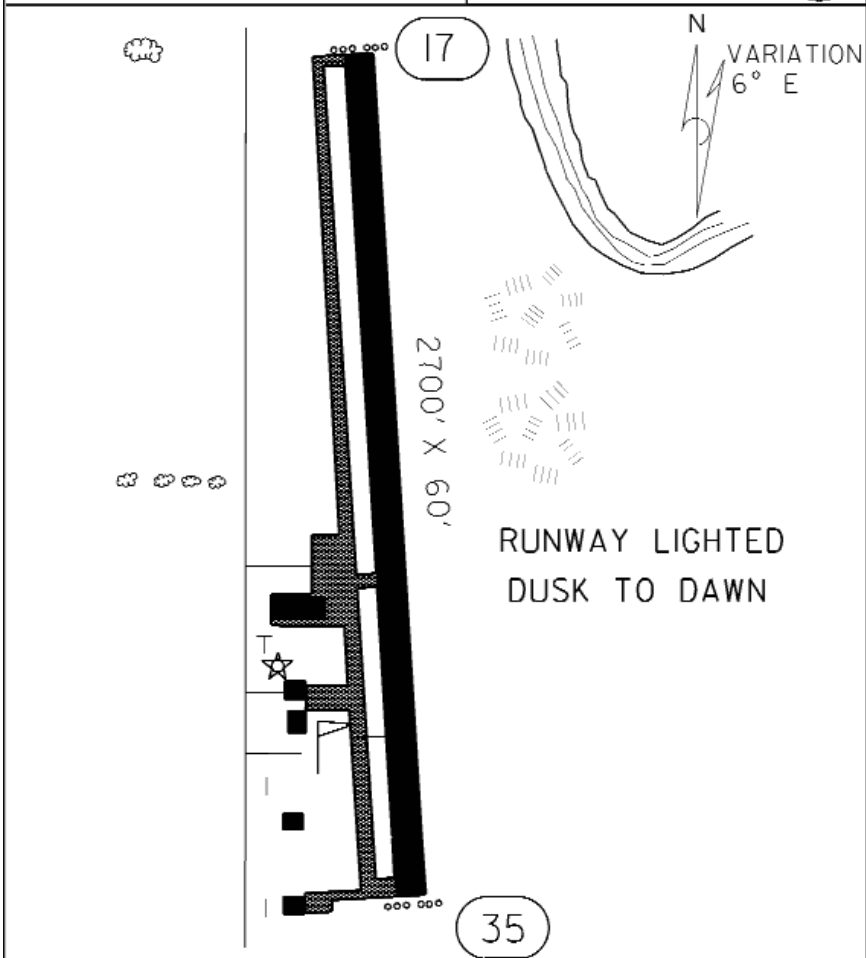 17
N
VARIATION
6° E
2700' X 60'
RUNWAY LIGHTED
DUSK TO DAWN
T
35